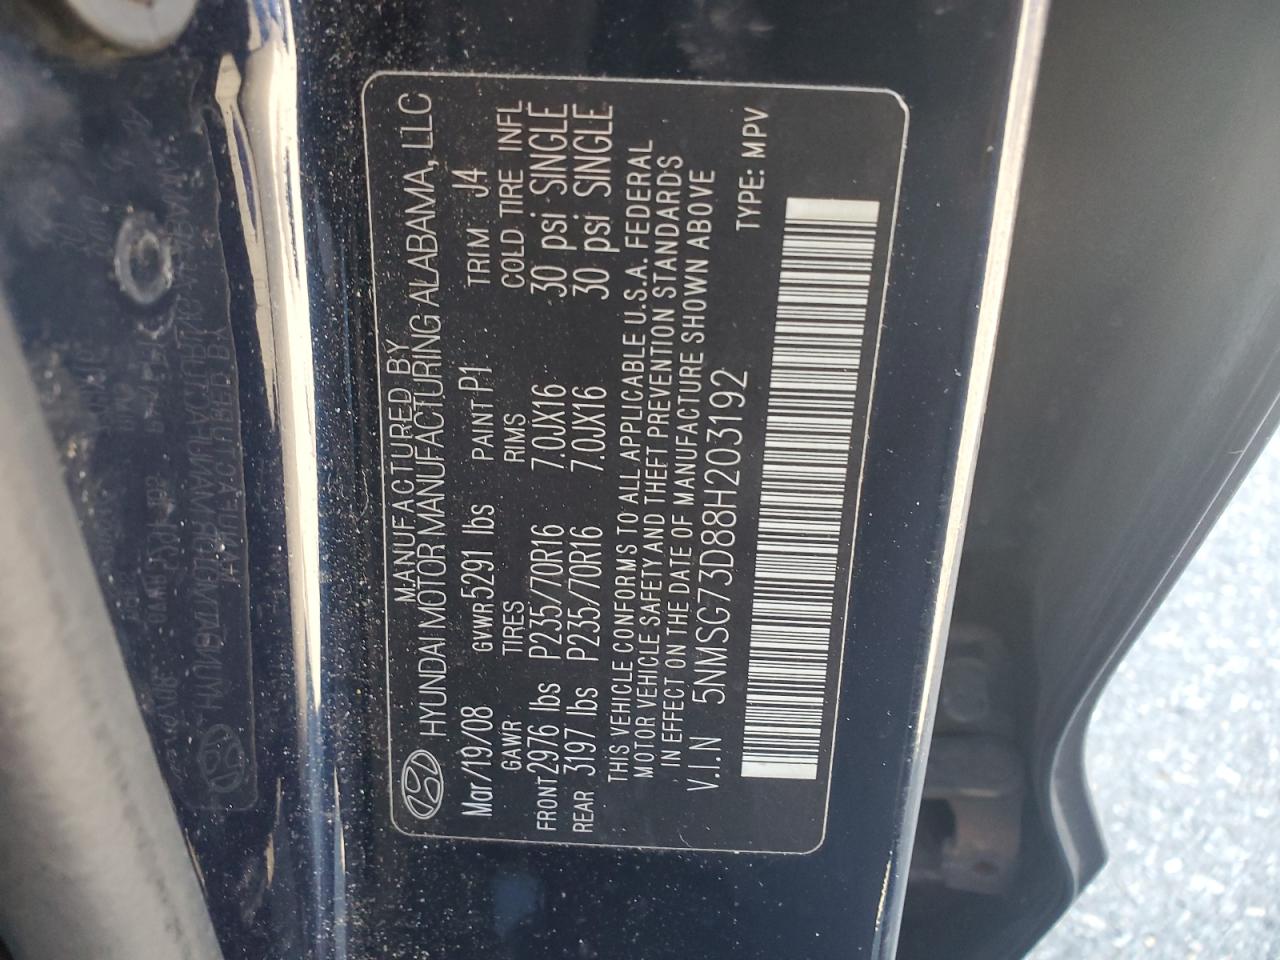 MANUFACTURED BY
HYUNDAI MOTOR MANUFACTURING ALABAMA, LLC
Mar/19/08 GVWR 5291 lbs PAINT P1 TRIM J4
GAWR TIRES RIMS COLD TIRE INFL
FRONT 2976 lbs P235/70R16 7.0JX16 30 psi SINGLE
REAR 3197 lbs P235/70R16 7.0JX16 30 psi SINGLE
THIS VEHICLE CONFORMS TO ALL APPLICABLE U.S.A. FEDERAL
MOTOR VEHICLE SAFETY AND THEFT PREVENTION STANDARDS
IN EFFECT ON THE DATE OF MANUFACTURE SHOWN ABOVE
V.I.N 5NMSG73D88H203192 TYPE: MPV